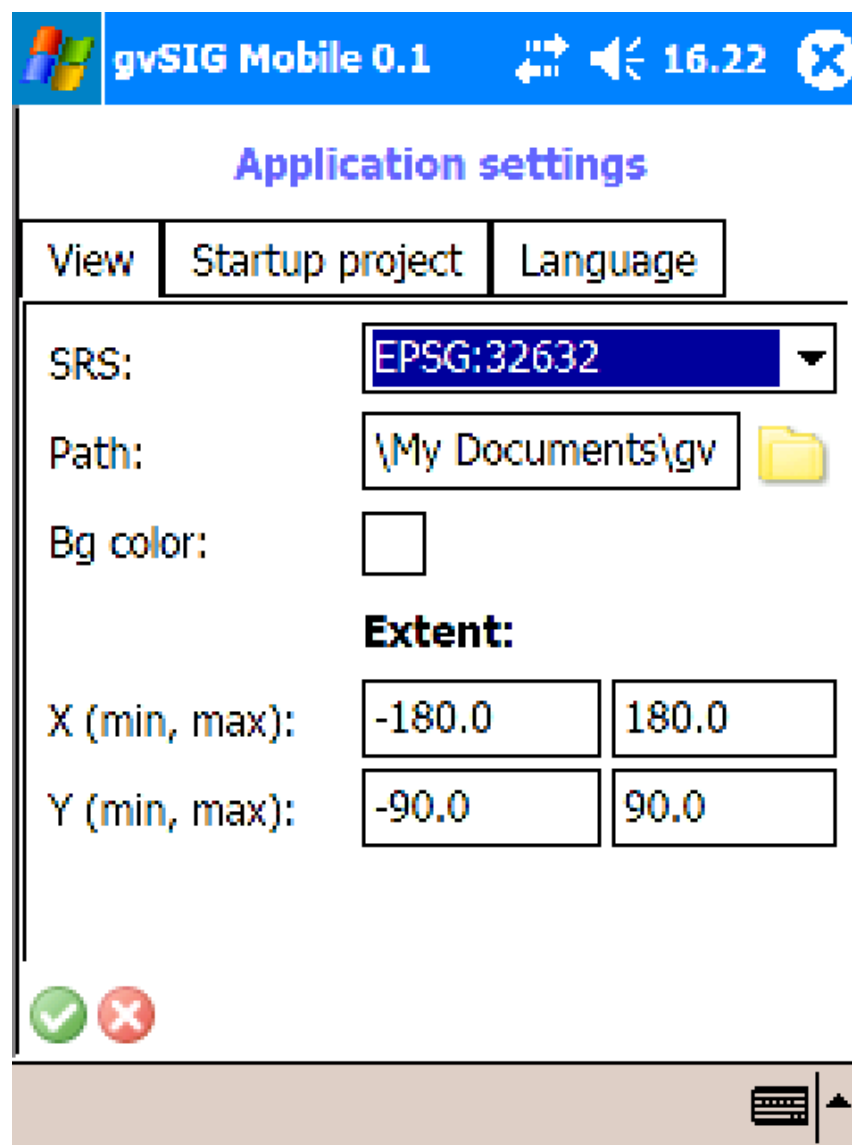 gvSIG Mobile 0.1 16.22
Application settings
View Startup project Language
SRS: EPSG:32632
Path: \My Documents\gv
Bg color:
Extent:
X (min, max): -180.0 180.0
Y (min, max): -90.0 90.0